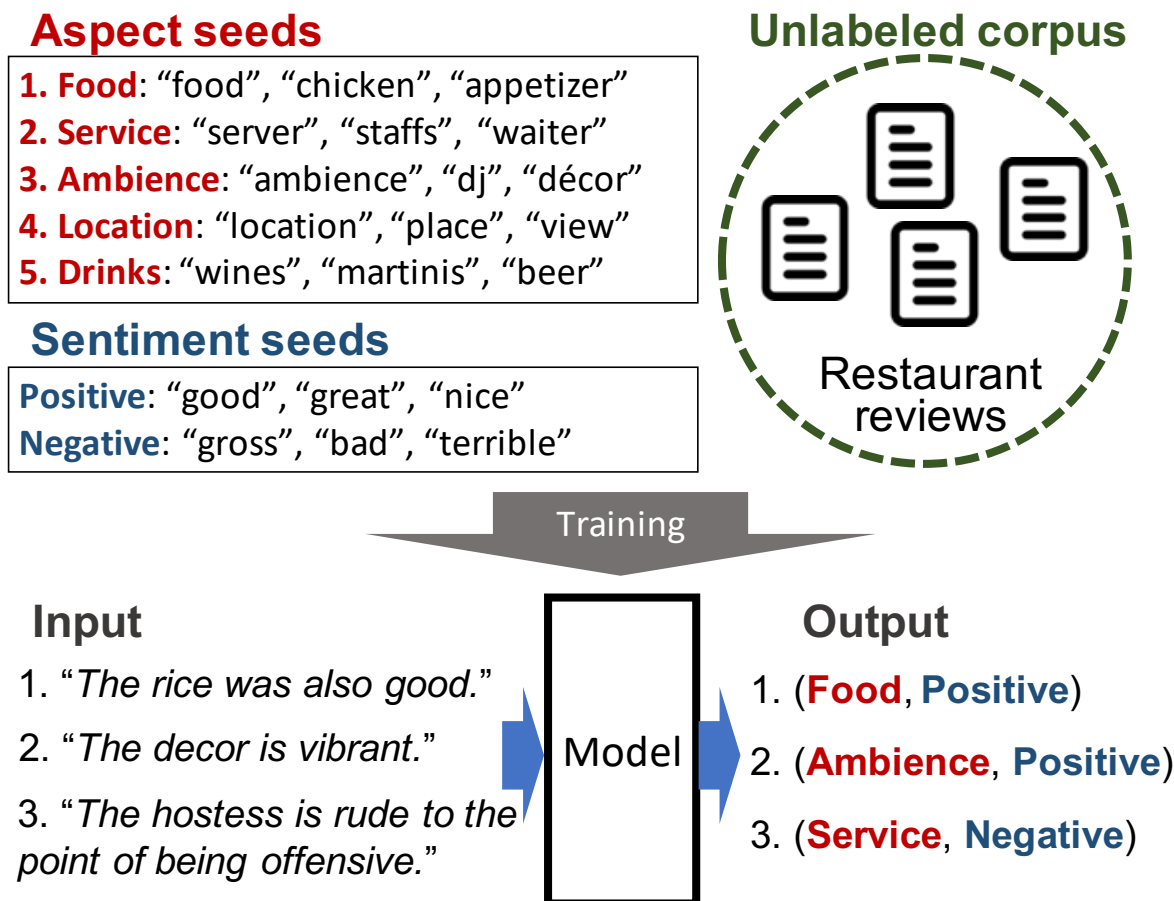 Aspect seeds
1. Food: “food”, “chicken”, “appetizer”
2. Service: “server”, “staffs”, “waiter”
3. Ambience: “ambience”, “dj”, “décor”
4. Location: “location”, “place”, “view”
5. Drinks: “wines”, “martinis”, “beer”
Sentiment seeds
Positive: “good”, “great”, “nice”
Negative: “gross”, “bad”, “terrible”
Unlabeled corpus
Restaurant
reviews
Training
Input
1. “The rice was also good.”
2. “The decor is vibrant.”
3. “The hostess is rude to the
point of being offensive.”
Model
Output
1. (Food, Positive)
2. (Ambience, Positive)
3. (Service, Negative)